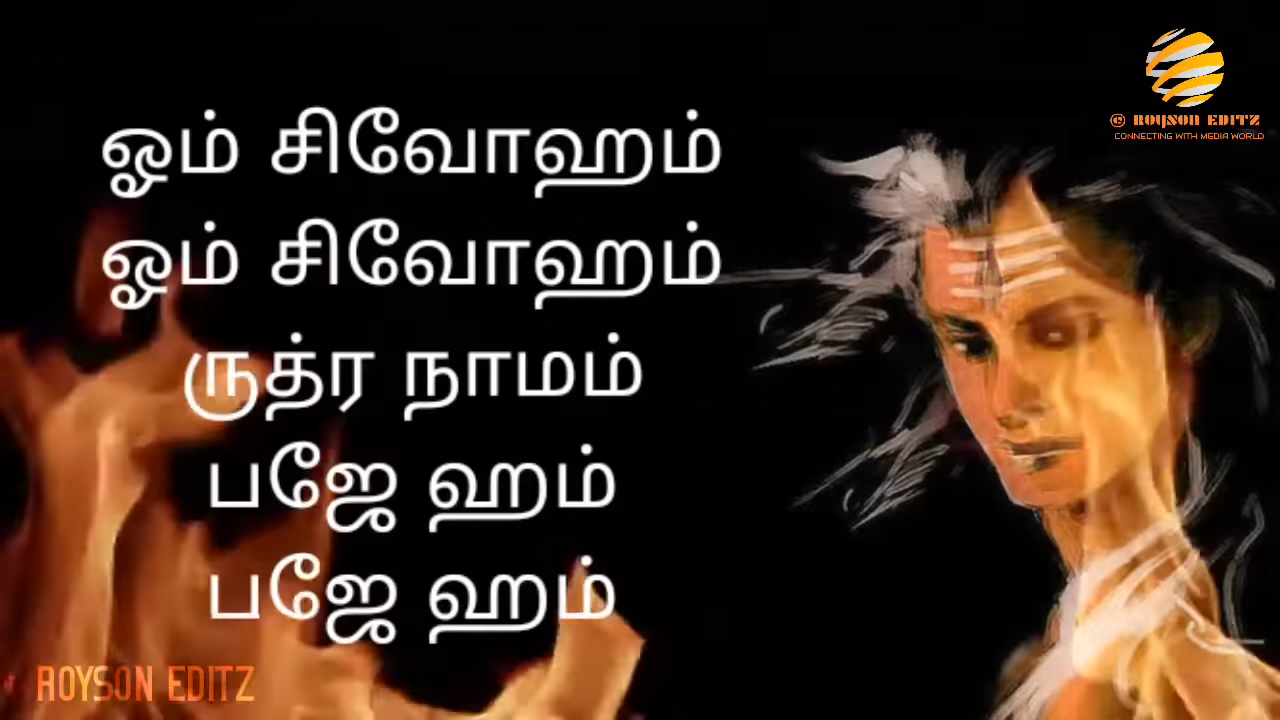 © ROYSON EDITZ
CONNECTING WITH MEDIA WORLD
ஓம் சிவோஹம்
ஓம் சிவோஹம்
ருத்ர நாமம்
பஜே ஹம்
பஜே ஹம்
ROYSON EDITZ